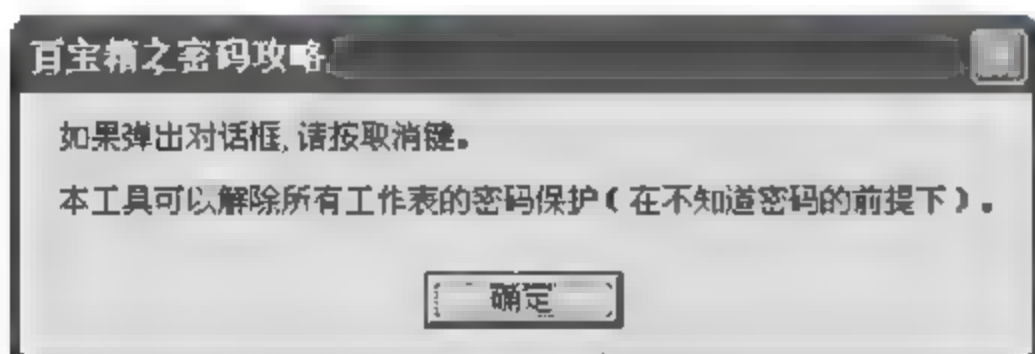 百宝箱之密码攻略
如果弹出对话框,请按取消键。
本工具可以解除所有工作表的密码保护(在不知道密码的前提下)。
确定